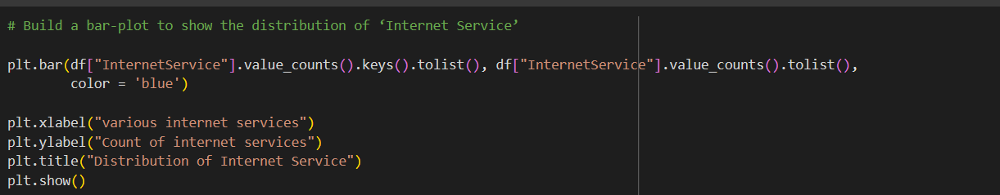 # Build a bar-plot to show the distribution of ‘Internet Service’
plt.bar(df["InternetService"].value_counts().keys().tolist(), df["InternetService"].value_counts().tolist(),
        color = 'blue')
plt.xlabel("various internet services")
plt.ylabel("Count of internet services")
plt.title("Distribution of Internet Service")
plt.show()